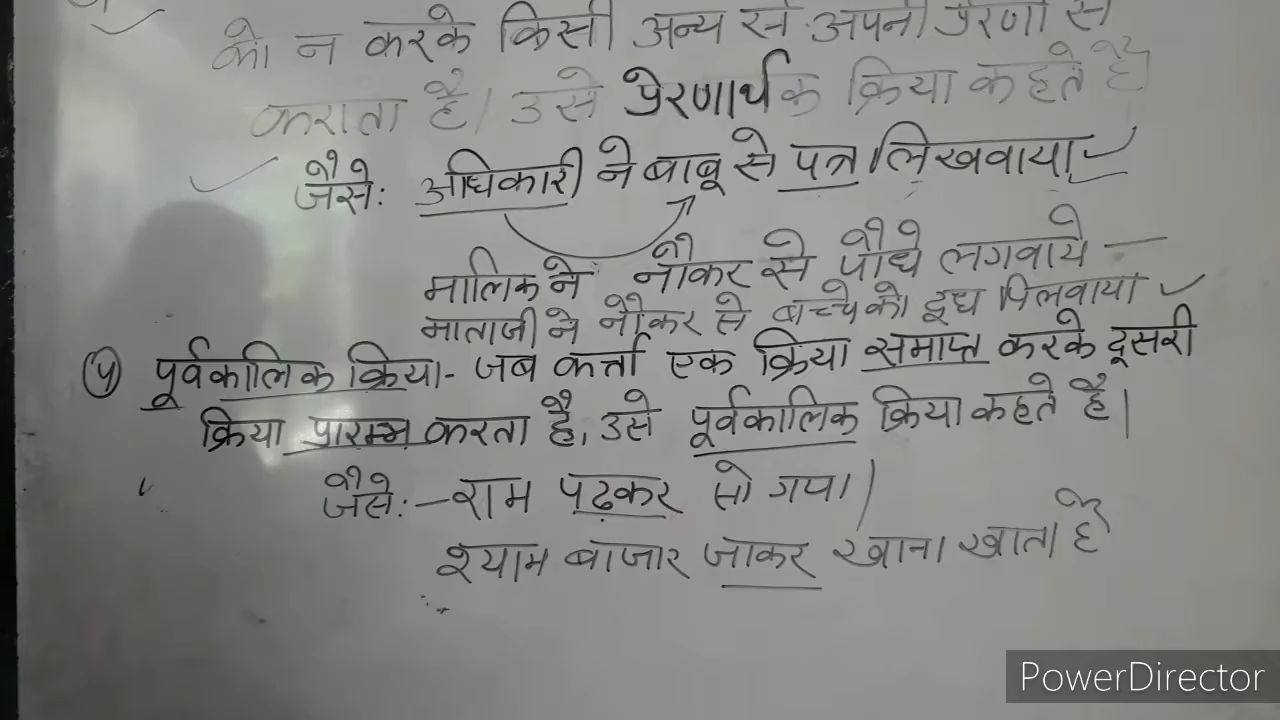 को न करके किसी अन्य से अपनी प्रेरणा से
कराता है। उसे प्रेरणार्थक क्रिया कहते है
जैसे: अधिकारी ने बाबू से पत्र लिखवाया
मालिक ने नौकर से पौधे लगवाये
माताजी ने नौकर से बच्चे को दूध पिलवाया
५ पूर्वकालिक क्रिया - जब कर्त्ता एक क्रिया समाप्त करके दूसरी
क्रिया प्रारम्भ करता है, उसे पूर्वकालिक क्रिया कहते है।
जैसे:- राम पढ़कर सो गया।
श्याम बाजार जाकर खाना खाता है
PowerDirector